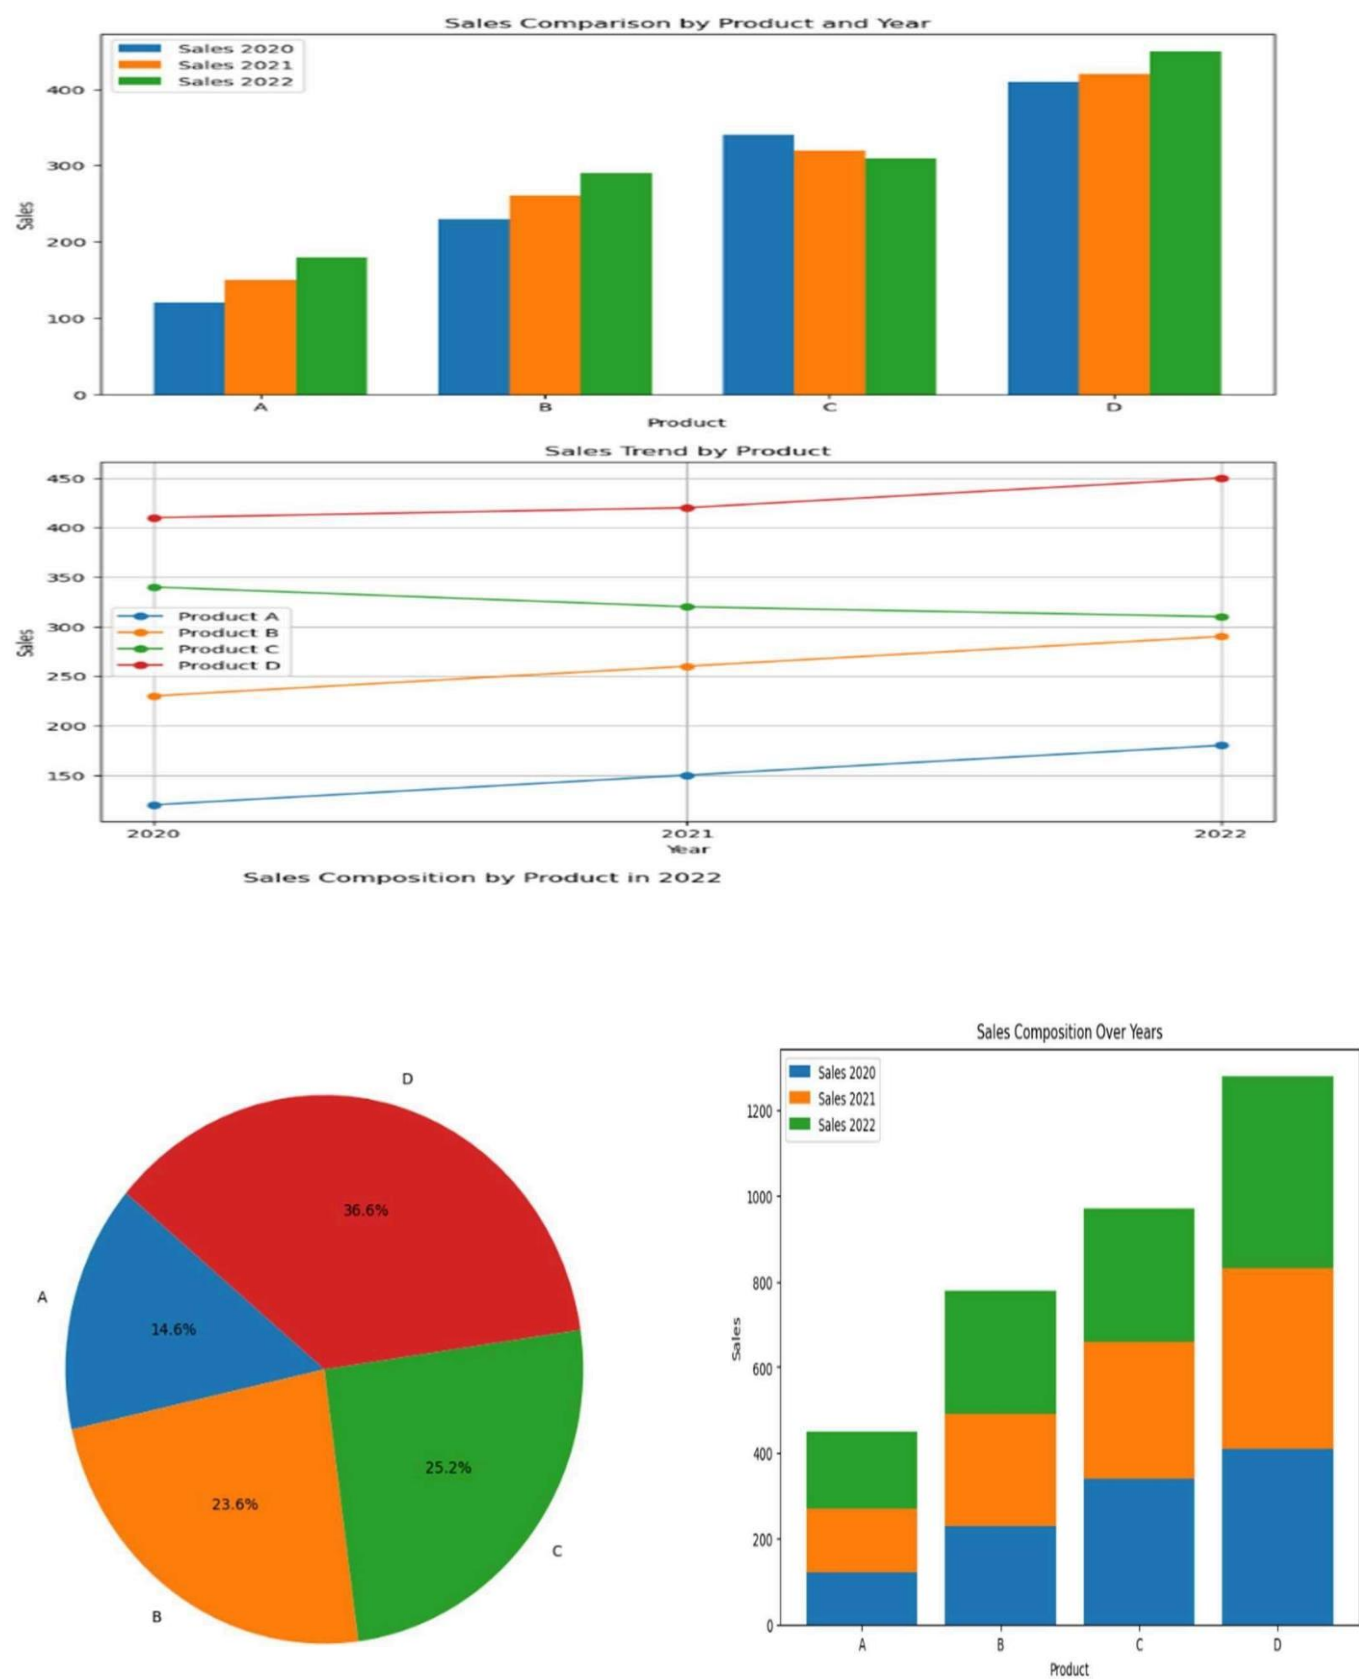 Sales Comparison by Product and Year
Sales 2020
Sales 2021
Sales 2022
400
300
200
100
0
Sales
A B C D
Product
Sales Trend by Product
450
400
350
300
250
200
150
Sales
Product A
Product B
Product C
Product D
2020 2021 2022
Year
Sales Composition by Product in 2022
D
36.6%
A
14.6%
23.6%
B
25.2%
C
Sales Composition Over Years
Sales 2020
Sales 2021
Sales 2022
1200
1000
800
600
400
200
0
Sales
A B C D
Product